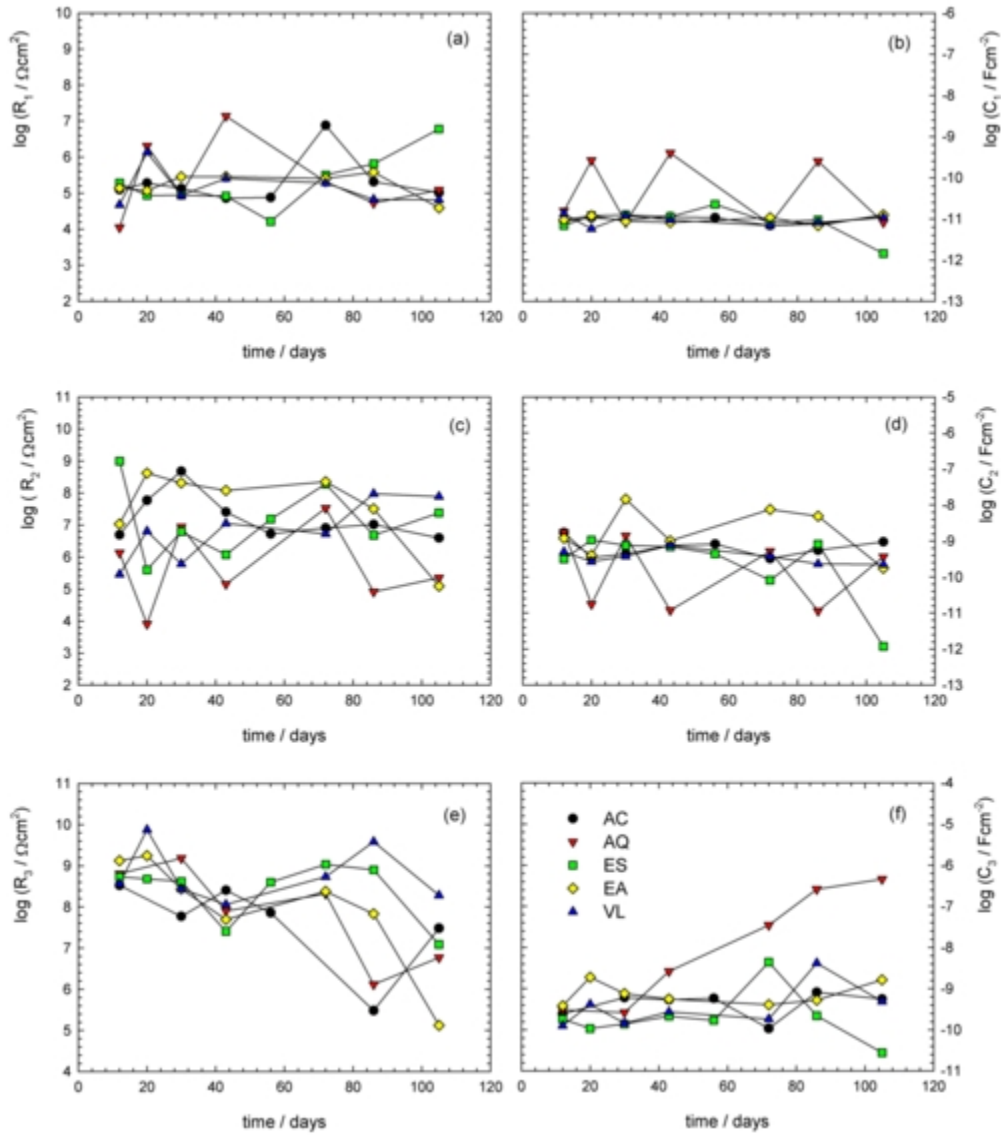 (a)
log (R1 / Ωcm²)
10
9
8
7
6
5
4
3
2
0 20 40 60 80 100 120
time / days
(b)
log (C1 / Fcm⁻²)
-6
-7
-8
-9
-10
-11
-12
-13
0 20 40 60 80 100 120
time / days
(c)
log ( R2 / Ωcm²)
11
10
9
8
7
6
5
4
3
2
0 20 40 60 80 100 120
time / days
(d)
log (C2 / Fcm⁻²)
-5
-6
-7
-8
-9
-10
-11
-12
-13
0 20 40 60 80 100 120
time / days
(e)
log (R3 / Ωcm²)
11
10
9
8
7
6
5
4
0 20 40 60 80 100 120
time / days
(f)
AC
AQ
ES
EA
VL
log (C3 / Fcm⁻²)
-4
-5
-6
-7
-8
-9
-10
-11
0 20 40 60 80 100 120
time / days